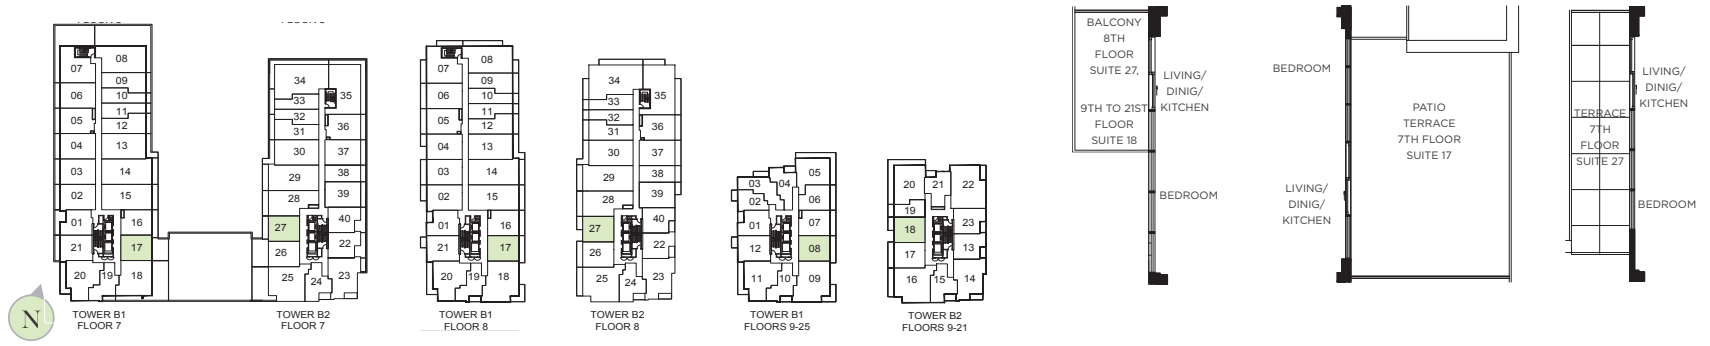 08
07
09
06
10
11
05
12
04
13
03
14
02
15
01
16
21
17
20
19
18
TOWER B1
FLOOR 7
34
35
33
32
36
31
30
37
29
38
28
39
27
40
26
22
25
24
23
TOWER B2
FLOOR 7
N
08
07
09
06
10
11
05
12
04
13
03
14
02
15
01
16
21
17
20
19
18
TOWER B1
FLOOR 8
34
35
33
32
36
31
30
37
29
38
28
39
27
40
26
22
25
24
23
TOWER B2
FLOOR 8
05
03
04
02
06
01
07
12
08
11
10
09
TOWER B1
FLOORS 9-25
20
21
22
19
18
23
17
13
16
15
14
TOWER B2
FLOORS 9-21
BALCONY
8TH
FLOOR
SUITE 27,
9TH TO 21ST
FLOOR
SUITE 18
LIVING/
DINIG/
KITCHEN
BEDROOM
BEDROOM
LIVING/
DINIG/
KITCHEN
PATIO
TERRACE
7TH FLOOR
SUITE 17
TERRACE
7TH
FLOOR
SUITE 27
LIVING/
DINIG/
KITCHEN
BEDROOM